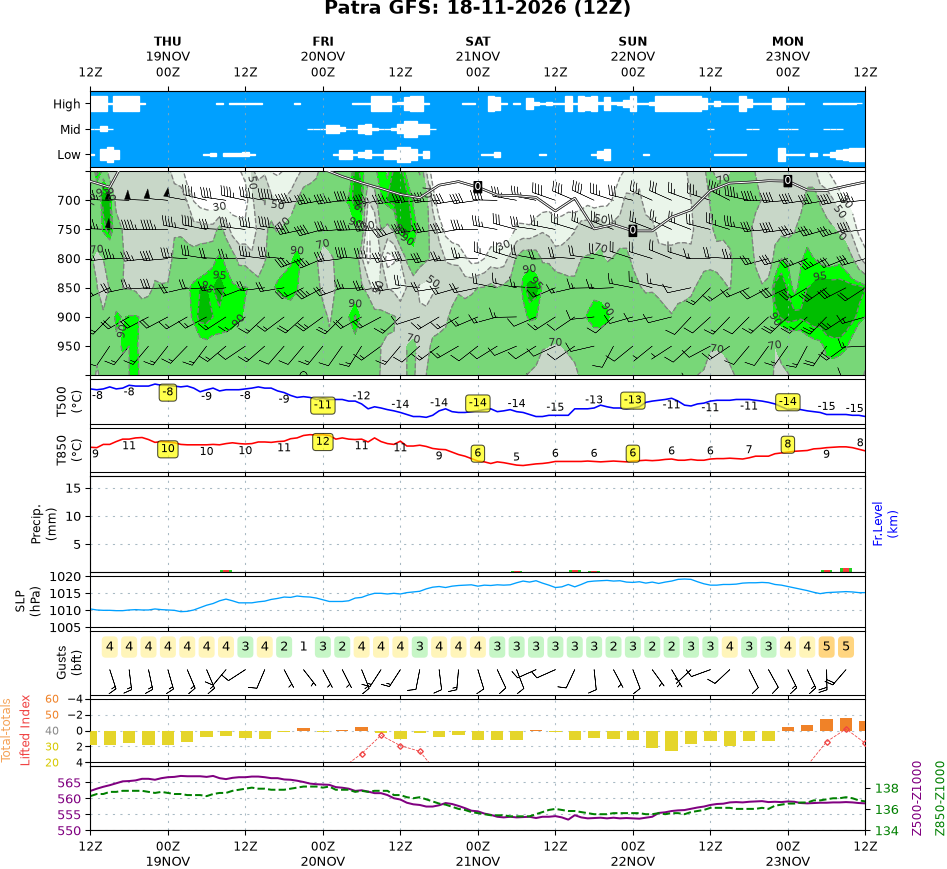 Patra GFS: 18-11-2026 (12Z)
THU FRI SAT SUN MON
19NOV 20NOV 21NOV 22NOV 23NOV
12Z 00Z 12Z 00Z 12Z 00Z 12Z 00Z 12Z 00Z 12Z
High
Mid
Low
700
750
800
850
900
950
T500
(°C)
-8 -8 -8 -9 -8 -9 -11 -12 -14 -14 -14 -14 -15 -13 -13 -11 -11 -11 -14 -15 -15
T850
(°C)
9 11 10 10 10 11 12 11 11 9 6 5 6 6 6 6 6 7 8 9 8
Precip.
(mm)
15
10
5
Fr.Level
(km)
SLP
(hPa)
1020
1015
1010
1005
Gusts
(bft)
4 4 4 4 4 4 4 3 4 2 1 3 2 4 4 4 3 4 4 4 3 3 3 3 3 3 2 3 2 2 3 3 4 3 3 4 4 5 5
Total-totals
Lifted Index
60 −4
50 −2
40 0
30 2
20 4
565
560
555
550
138
136
134
Z500-Z1000
Z850-Z1000
12Z 00Z 12Z 00Z 12Z 00Z 12Z 00Z 12Z 00Z 12Z
19NOV 20NOV 21NOV 22NOV 23NOV